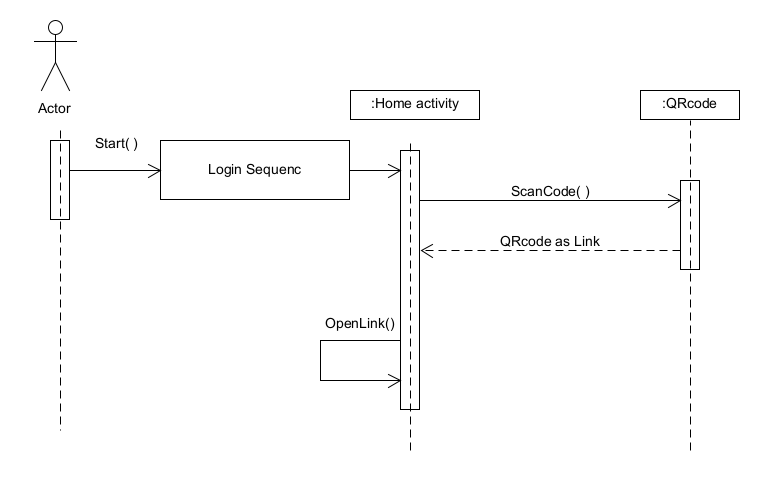 Actor
:Home activity
:QRcode
Start( )
Login Sequenc
ScanCode( )
QRcode as Link
OpenLink()